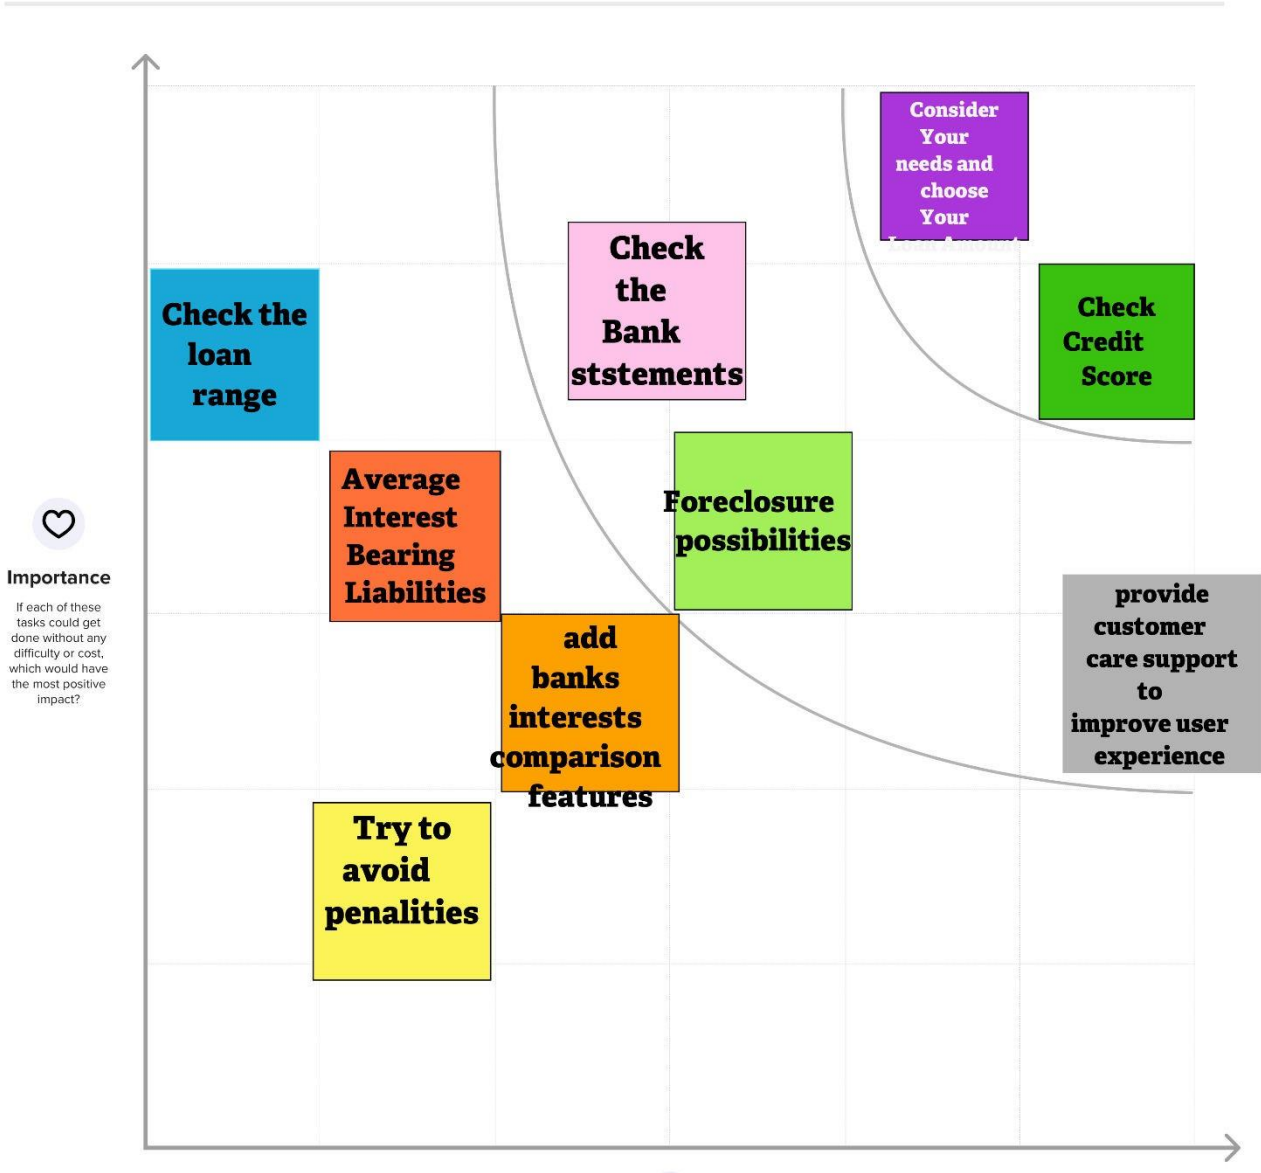 Consider
Your
needs and
choose
Your
Loan Amount
Check
the
Bank
ststements
Check the
loan
range
Check
Credit
Score
Average
Interest
Bearing
Liabilities
Foreclosure
possibilities
Importance
If each of these
tasks could get
done without any
difficulty or cost,
which would have
the most positive
impact?
provide
customer
care support
to
improve user
experience
add
banks
interests
comparison
features
Try to
avoid
penalities